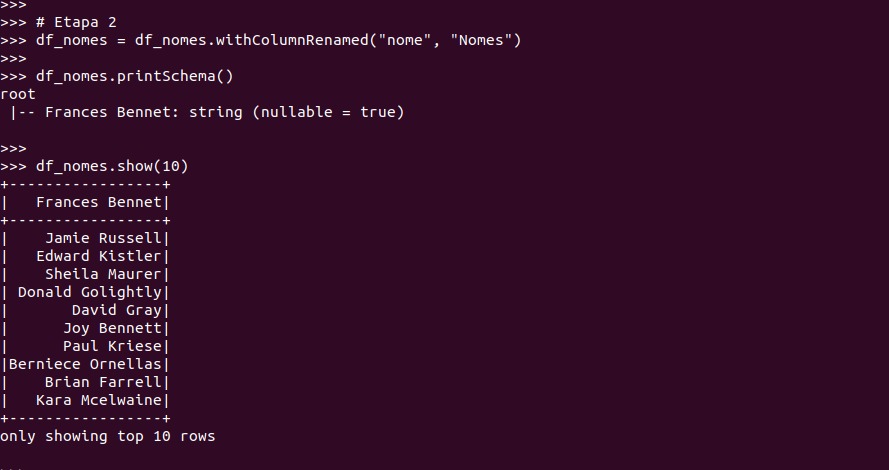 >>>
>>> # Etapa 2
>>> df_nomes = df_nomes.withColumnRenamed("nome", "Nomes")
>>>
>>> df_nomes.printSchema()
root
 |-- Frances Bennet: string (nullable = true)

>>>
>>> df_nomes.show(10)
+-----------------+
|   Frances Bennet|
+-----------------+
|    Jamie Russell|
|   Edward Kistler|
|    Sheila Maurer|
| Donald Golightly|
|       David Gray|
|      Joy Bennett|
|      Paul Kriese|
|Berniece Ornellas|
|    Brian Farrell|
|   Kara Mcelwaine|
+-----------------+
only showing top 10 rows